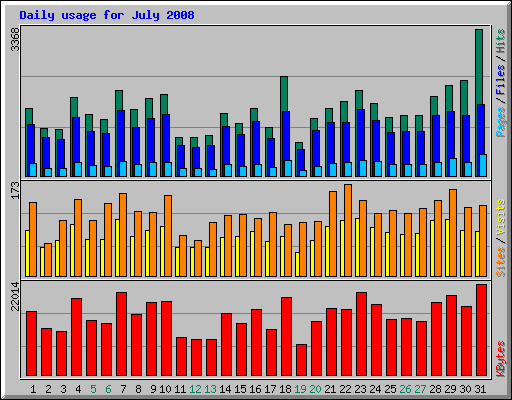 Daily usage for July 2008
3368
Pages / Files / Hits
173
Sites / Visits
22014
KBytes
1 2 3 4 5 6 7 8 9 10 11 12 13 14 15 16 17 18 19 20 21 22 23 24 25 26 27 28 29 30 31